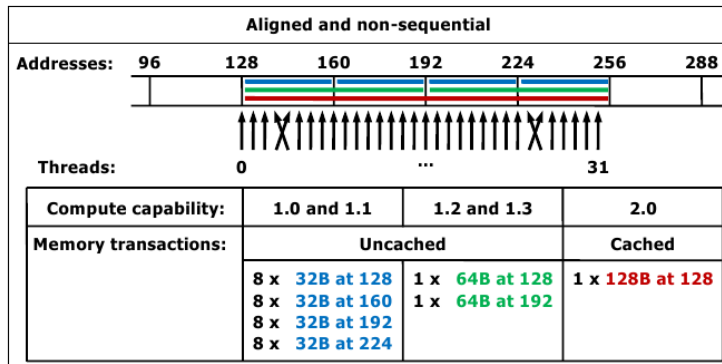 Aligned and non-sequential
Addresses: 96 128 160 192 224 256 288
Threads: 0 ... 31
Compute capability: 1.0 and 1.1 1.2 and 1.3 2.0
Memory transactions: Uncached Cached
8 x 32B at 128 1 x 64B at 128 1 x 128B at 128
8 x 32B at 160 1 x 64B at 192
8 x 32B at 192
8 x 32B at 224